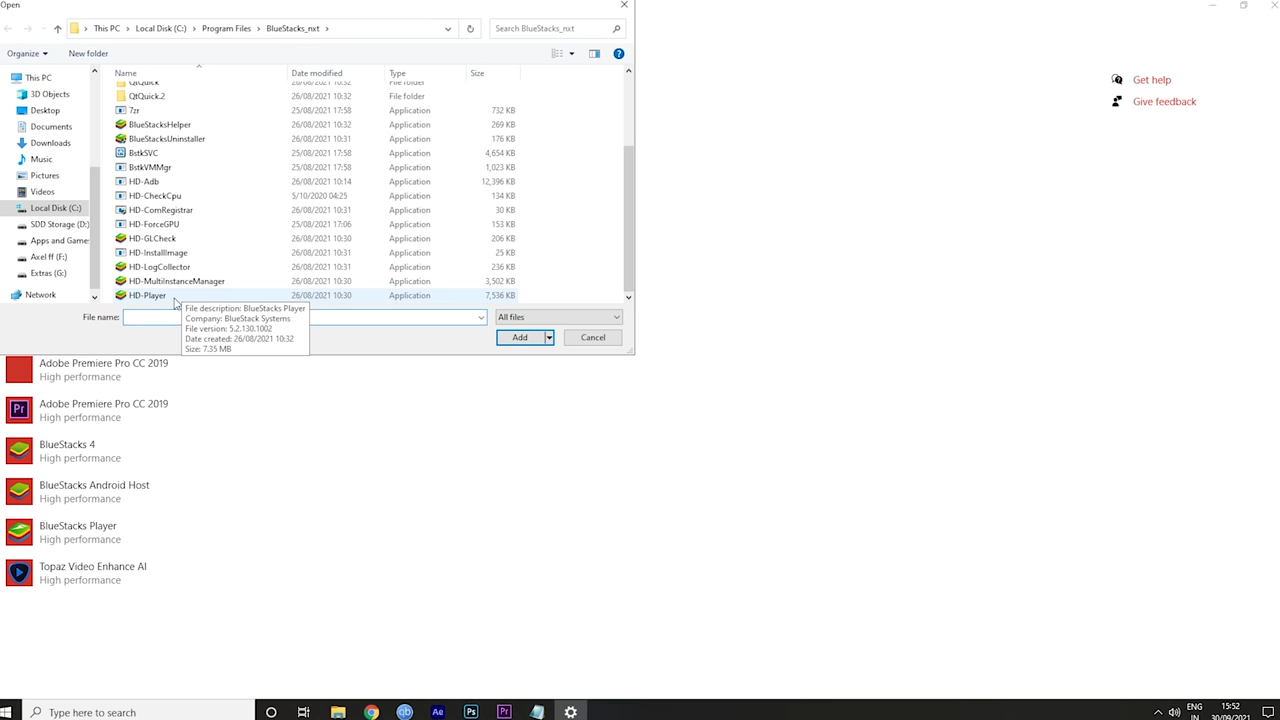 Open
This PC > Local Disk (C:) > Program Files > BlueStacks_nxt >
Search BlueStacks_nxt
Organize
New folder
This PC
3D Objects
Desktop
Documents
Downloads
Music
Pictures
Videos
Local Disk (C:)
SDD Storage (D:)
Apps and Game
Axel ff (F:)
Extras (G:)
Network
Name Date modified Type Size
QtQuick 26/08/2021 10:32 File folder
QtQuick.2 26/08/2021 10:32 File folder
7zr 25/08/2021 17:58 Application 732 KB
BlueStacksHelper 26/08/2021 10:32 Application 269 KB
BlueStacksUninstaller 26/08/2021 10:31 Application 176 KB
BstkSVC 25/08/2021 17:58 Application 4,654 KB
BstkVMMgr 25/08/2021 17:58 Application 1,023 KB
HD-Adb 26/08/2021 10:14 Application 12,396 KB
HD-CheckCpu 5/10/2020 04:25 Application 134 KB
HD-ComRegistrar 26/08/2021 10:31 Application 30 KB
HD-ForceGPU 25/08/2021 17:06 Application 153 KB
HD-GLCheck 26/08/2021 10:30 Application 206 KB
HD-InstallImage 26/08/2021 10:31 Application 25 KB
HD-LogCollector 26/08/2021 10:31 Application 236 KB
HD-MultiInstanceManager 26/08/2021 10:30 Application 3,502 KB
HD-Player 26/08/2021 10:30 Application 7,536 KB
File description: BlueStacks Player
Company: BlueStack Systems
File version: 5.2.130.1002
Date created: 26/08/2021 10:32
Size: 7.35 MB
File name:
All files
Add
Cancel
Get help
Give feedback
Adobe Premiere Pro CC 2019
High performance
Pr
Adobe Premiere Pro CC 2019
High performance
BlueStacks 4
High performance
BlueStacks Android Host
High performance
BlueStacks Player
High performance
Topaz Video Enhance AI
High performance
Type here to search
qb
Ae
Ps
Pr
ENG
IN
15:52
30/09/2021